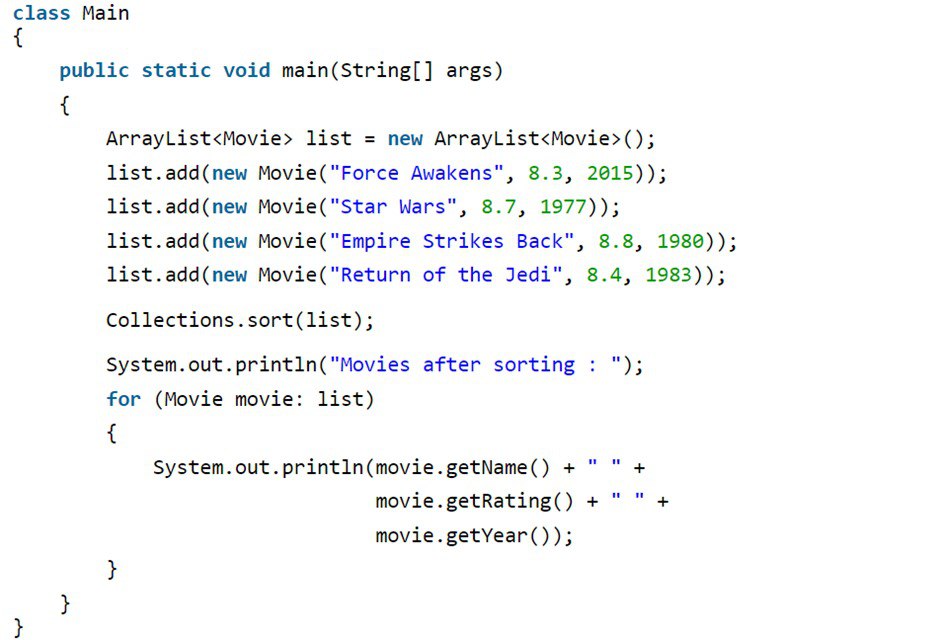 class Main
{
public static void main(String[] args)
{
ArrayList<Movie> list = new ArrayList<Movie>();
list.add(new Movie("Force Awakens", 8.3, 2015));
list.add(new Movie("Star Wars", 8.7, 1977));
list.add(new Movie("Empire Strikes Back", 8.8, 1980));
list.add(new Movie("Return of the Jedi", 8.4, 1983));
Collections.sort(list);
System.out.println("Movies after sorting : ");
for (Movie movie: list)
{
System.out.println(movie.getName() + " " +
movie.getRating() + " " +
movie.getYear());
}
}
}